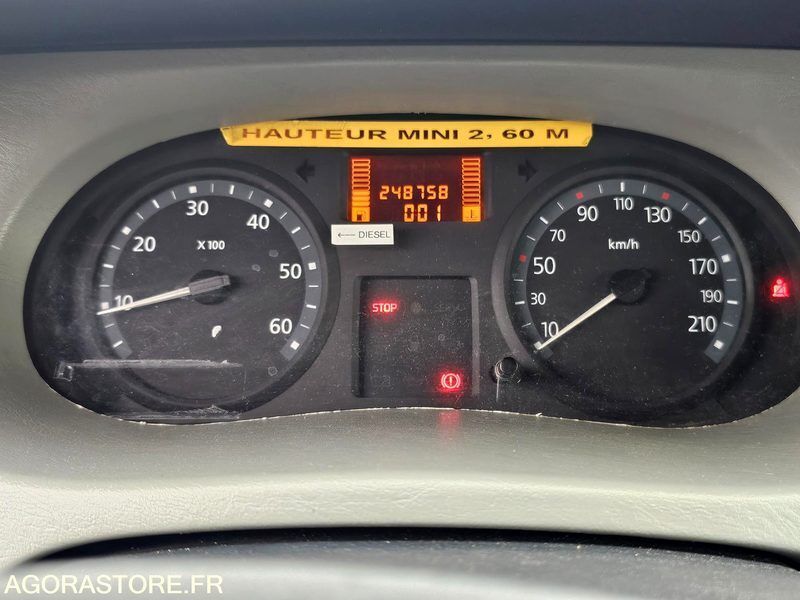 HAUTEUR MINI 2, 60 M
248758
001
← DIESEL
10 20 30 40 50 60
X 100
10 30 50 70 90 110 130 150 170 190 210
km/h
STOP
AGORASTORE.FR